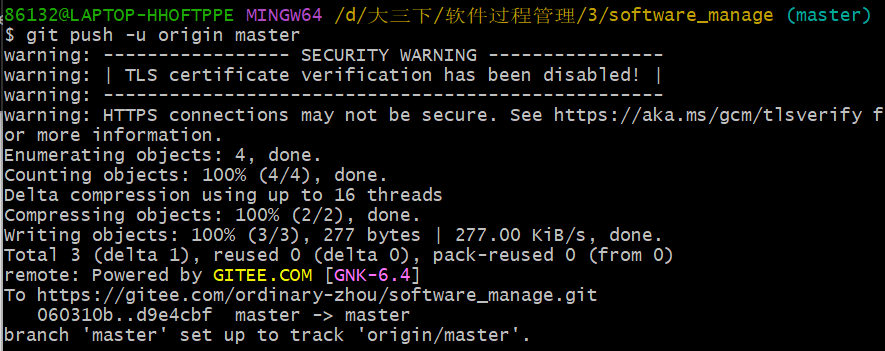 86132@LAPTOP-HHOFTPPE MINGW64 /d/大三下/软件过程管理/3/software_manage (master)
$ git push -u origin master
warning: ----------------- SECURITY WARNING ----------------
warning: | TLS certificate verification has been disabled! |
warning: ---------------------------------------------------
warning: HTTPS connections may not be secure. See https://aka.ms/gcm/tlsverify f
or more information.
Enumerating objects: 4, done.
Counting objects: 100% (4/4), done.
Delta compression using up to 16 threads
Compressing objects: 100% (2/2), done.
Writing objects: 100% (3/3), 277 bytes | 277.00 KiB/s, done.
Total 3 (delta 1), reused 0 (delta 0), pack-reused 0 (from 0)
remote: Powered by GITEE.COM [GNK-6.4]
To https://gitee.com/ordinary-zhou/software_manage.git
   060310b..d9e4cbf  master -> master
branch 'master' set up to track 'origin/master'.